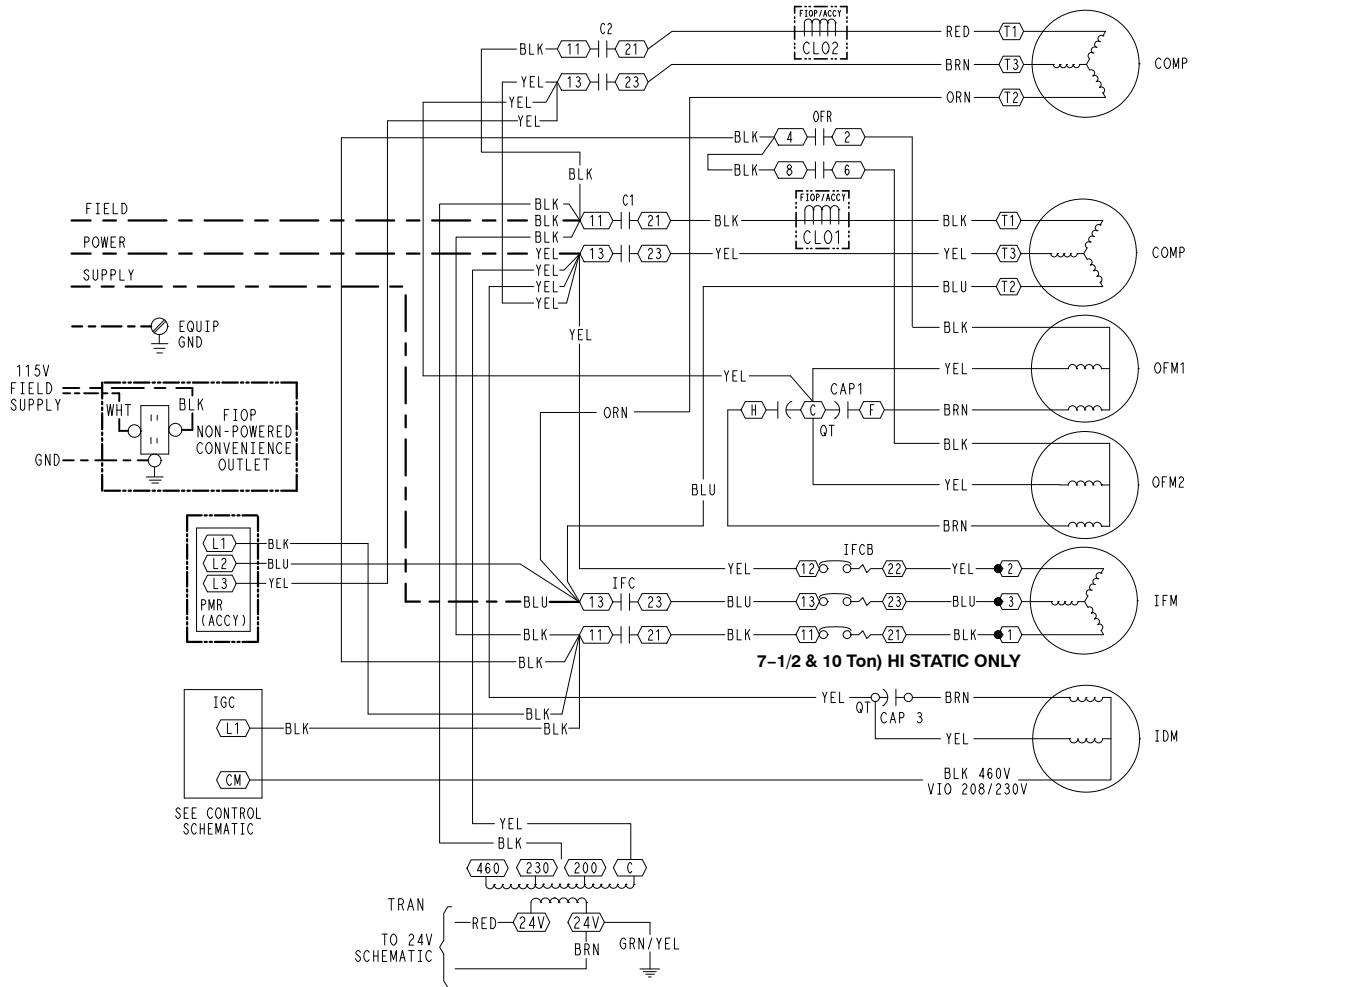 FIOP/ACCY
CLO2
C2
BLK 11 21
RED T1
YEL 13 23
BRN T3
COMP
YEL
ORN T2
YEL
OFR
BLK 4 2
BLK 8 6
BLK
FIOP/ACCY
CLO1
C1
FIELD
BLK
BLK 11 21 BLK
BLK T1
BLK
POWER
YEL 13 23 YEL
YEL T3
COMP
YEL
SUPPLY
YEL
BLU T2
YEL
EQUIP
GND
YEL
BLK
115V
FIELD
SUPPLY
WHT
BLK
FIOP
NON-POWERED
CONVENIENCE
OUTLET
GND
YEL
YEL
OFM1
CAP1
ORN
H C F
BRN
QT
BLK
BLU
YEL
OFM2
BRN
L1 BLK
L2 BLU
L3 YEL
PMR
(ACCY)
IFCB
YEL 12 22 YEL 2
IFC
BLU 13 23 BLU 13 23 BLU 3
IFM
BLK 11 21 BLK 11 21 BLK 1
BLK
7–1/2 & 10 Ton) HI STATIC ONLY
IGC
YEL
QT
CAP 3
BRN
BLK
L1 BLK
BLK
YEL
IDM
CM
BLK 460V
VIO 208/230V
SEE CONTROL
SCHEMATIC
YEL
BLK
460 230 200 C
TRAN
RED 24V 24V
TO 24V
SCHEMATIC
BRN
GRN/YEL